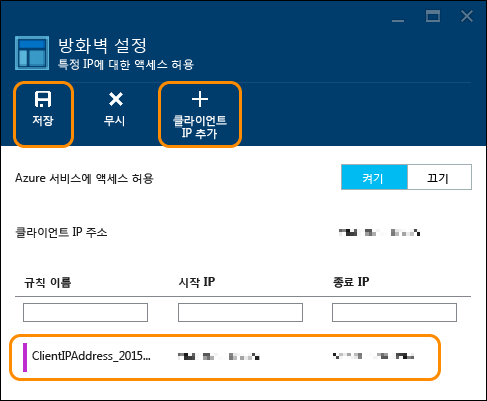 방화벽 설정
특정 IP에 대한 액세스 허용
저장
무시
클라이언트
IP 추가
Azure 서비스에 액세스 허용
켜기
끄기
클라이언트 IP 주소
규칙 이름
시작 IP
종료 IP
ClientIPAddress_2015...